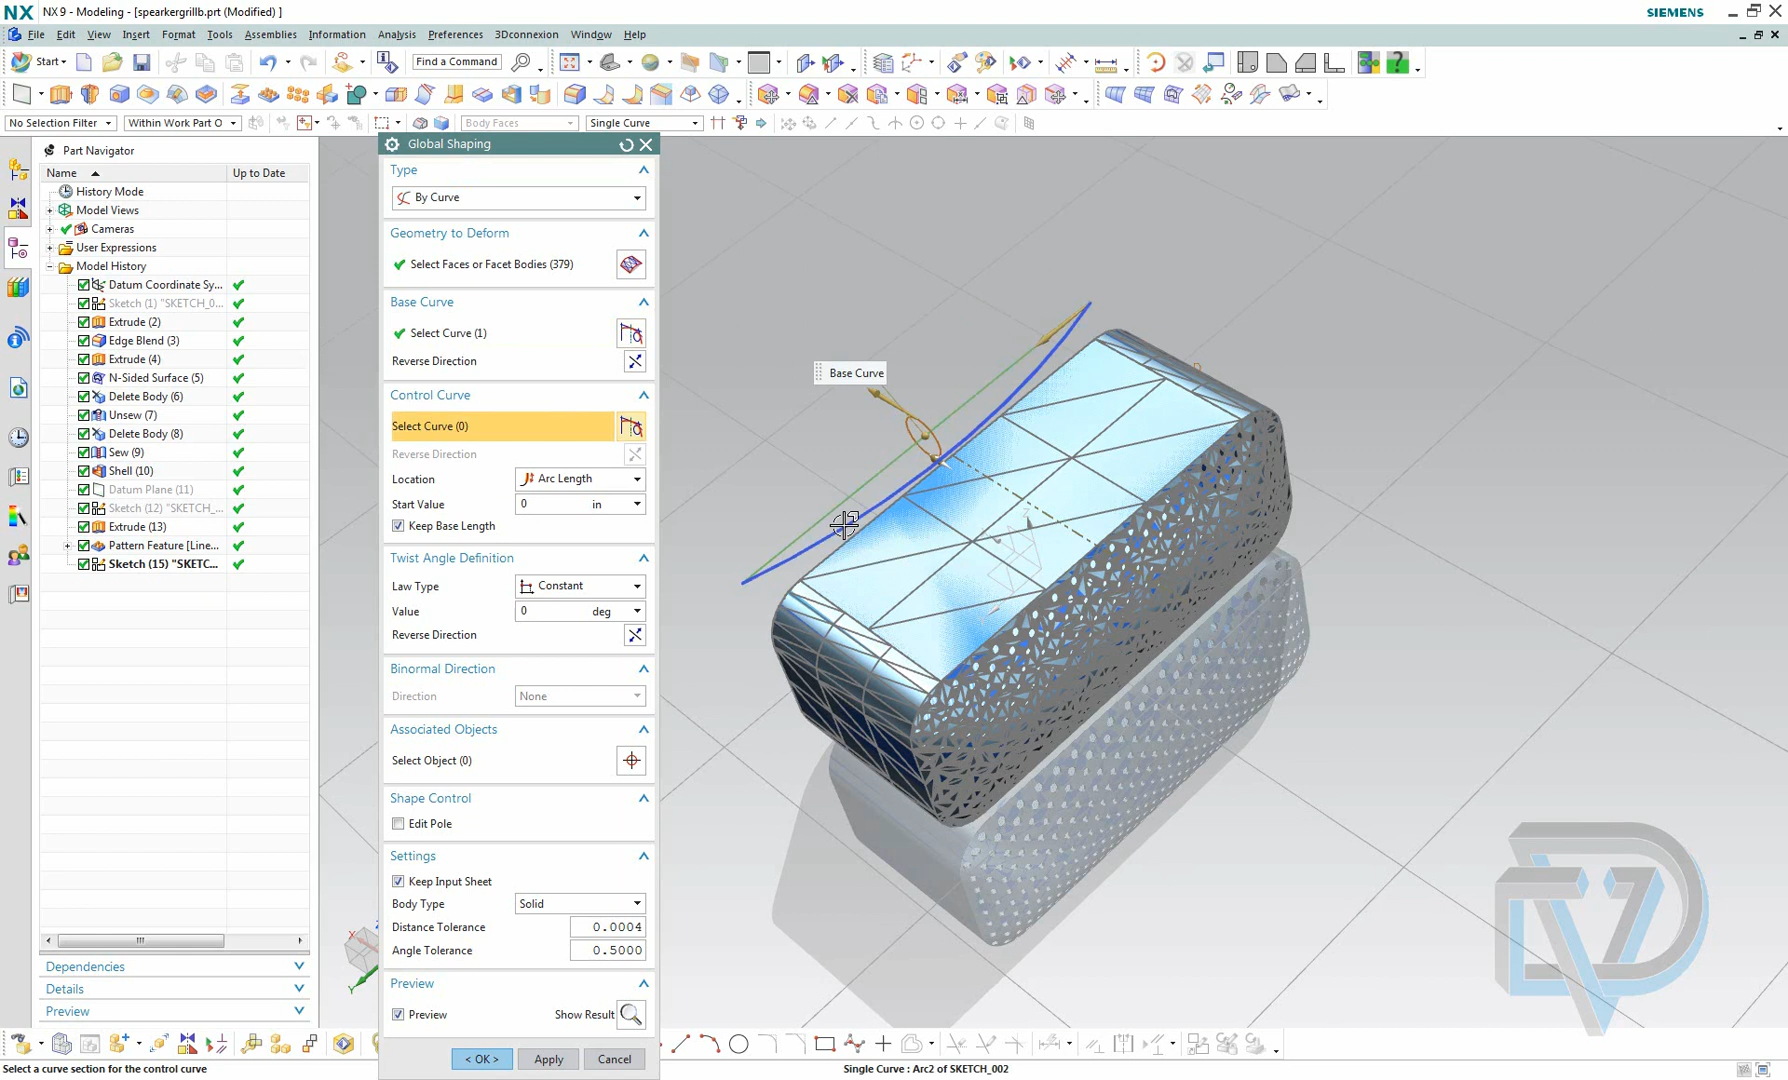 NX 9 - Modeling - [spearkergrillb.prt (Modified) ]
SIEMENS
File Edit View Insert Format Tools Assemblies Information Analysis Preferences 3Dconnexion Window Help
Start
Find a Command
No Selection Filter
Within Work Part O
Body Faces
Single Curve
Part Navigator
Name
Up to Date
History Mode
Model Views
Cameras
User Expressions
Model History
Datum Coordinate Sy...
Sketch (1) "SKETCH_0...
Extrude (2)
Edge Blend (3)
Extrude (4)
N-Sided Surface (5)
Delete Body (6)
Unsew (7)
Delete Body (8)
Sew (9)
Shell (10)
Datum Plane (11)
Sketch (12) "SKETCH_...
Extrude (13)
Pattern Feature [Line...
Sketch (15) "SKETC...
Dependencies
Details
Preview
Global Shaping
Type
By Curve
Geometry to Deform
Select Faces or Facet Bodies (379)
Base Curve
Select Curve (1)
Reverse Direction
Control Curve
Select Curve (0)
Reverse Direction
Location
Arc Length
Start Value
0 in
Keep Base Length
Twist Angle Definition
Law Type
Constant
Value
0 deg
Reverse Direction
Binormal Direction
Direction
None
Associated Objects
Select Object (0)
Shape Control
Edit Pole
Settings
Keep Input Sheet
Body Type
Solid
Distance Tolerance
0.0004
Angle Tolerance
0.5000
Preview
Preview
Show Result
< OK >
Apply
Cancel
Base Curve
Z
X
Y
Select a curve section for the control curve
Single Curve : Arc2 of SKETCH_002